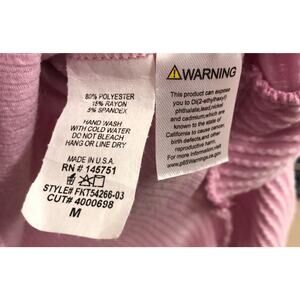 80% POLYESTER
15% RAYON
5% SPANDEX
HAND WASH
WITH COLD WATER
DO NOT BLEACH
HANG OR LINE DRY
MADE IN U.S.A.
RN # 145751
STYLE# FKT54266-03
CUT# 4000698
M
WARNING
This product can expose
you to Di(2-ethylhexyl)
phthalate,lead,nickel
and cadmium,which are
known to the state of
California to cause cancer
birth defects,and other
reproductive harm.
For more information,visit
www.p65warnings.ca.gov